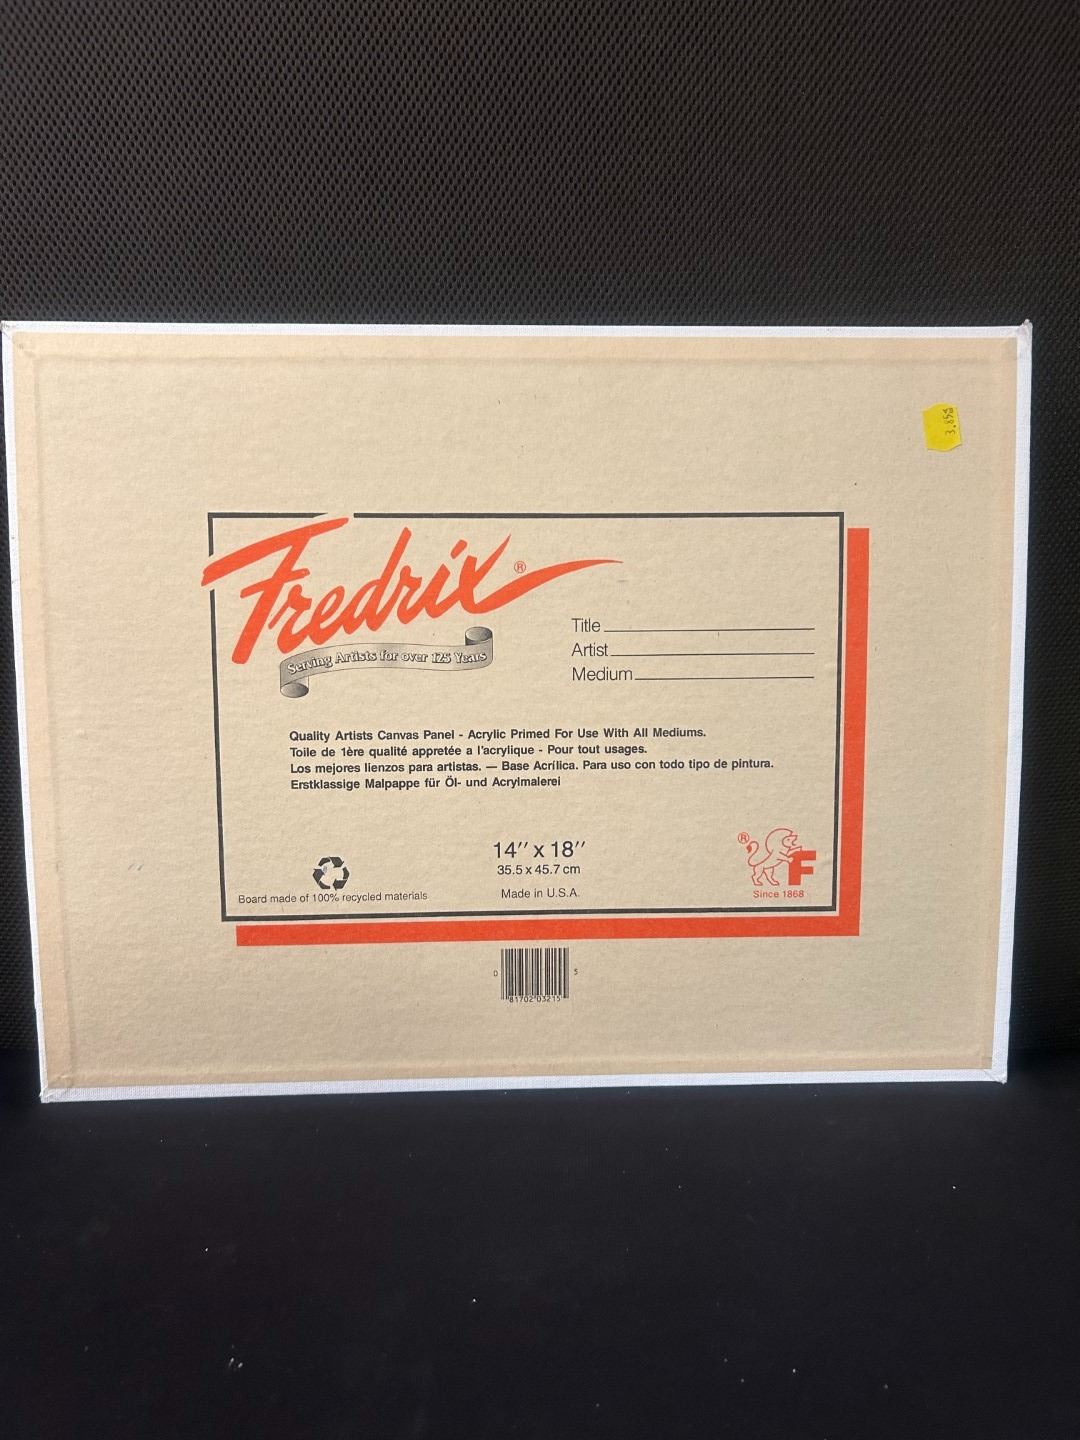 3.85
Fredrix®
Serving Artists for over 125 Years
Title
Artist
Medium
Quality Artists Canvas Panel - Acrylic Primed For Use With All Mediums.
Toile de 1ère qualité appretée a l'acrylique - Pour tout usages.
Los mejores lienzos para artistas. — Base Acrílica. Para uso con todo tipo de pintura.
Erstklassige Malpappe für Öl- und Acrylmalerei
14″ x 18″
35.5 x 45.7 cm
Made in U.S.A.
Board made of 100% recycled materials
® F
Since 1868
0 81702 03215 5